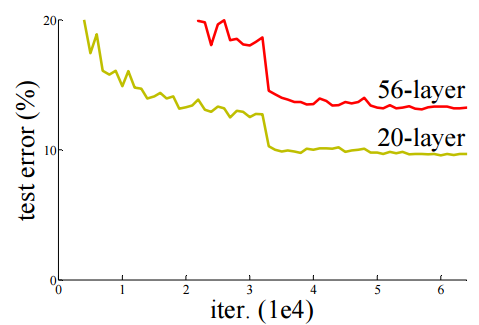 20
56-layer
20-layer
10
test error (%)
0
0 1 2 3 4 5 6
iter. (1e4)